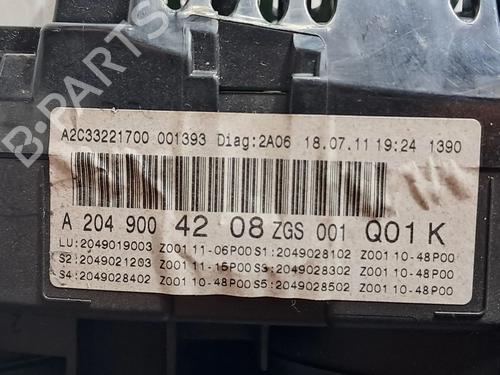 B-PARTS
A2C33221700 001393 Diag:2A06 18.07.11 19:24 1390
A 204 900 42 08 ZGS 001 Q01 K
LU:2049019003 Z001 11-06P00 S1:2049028102 Z001 10-48P00
S2:2049021203 Z001 11-15P00 S3:2049028302 Z001 10-48P00
S4:2049028402 Z001 10-48P00 S5:2049028502 Z001 10-48P00